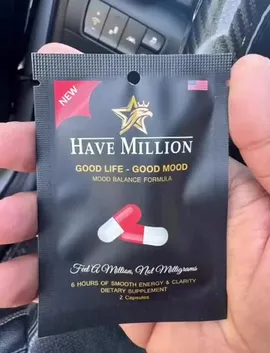 NEW
HAVE MILLION
GOOD LIFE - GOOD MOOD
MOOD BALANCE FORMULA
Feel A Million, Not Milligrams
6 HOURS OF SMOOTH ENERGY & CLARITY
DIETARY SUPPLEMENT
2 Capsules